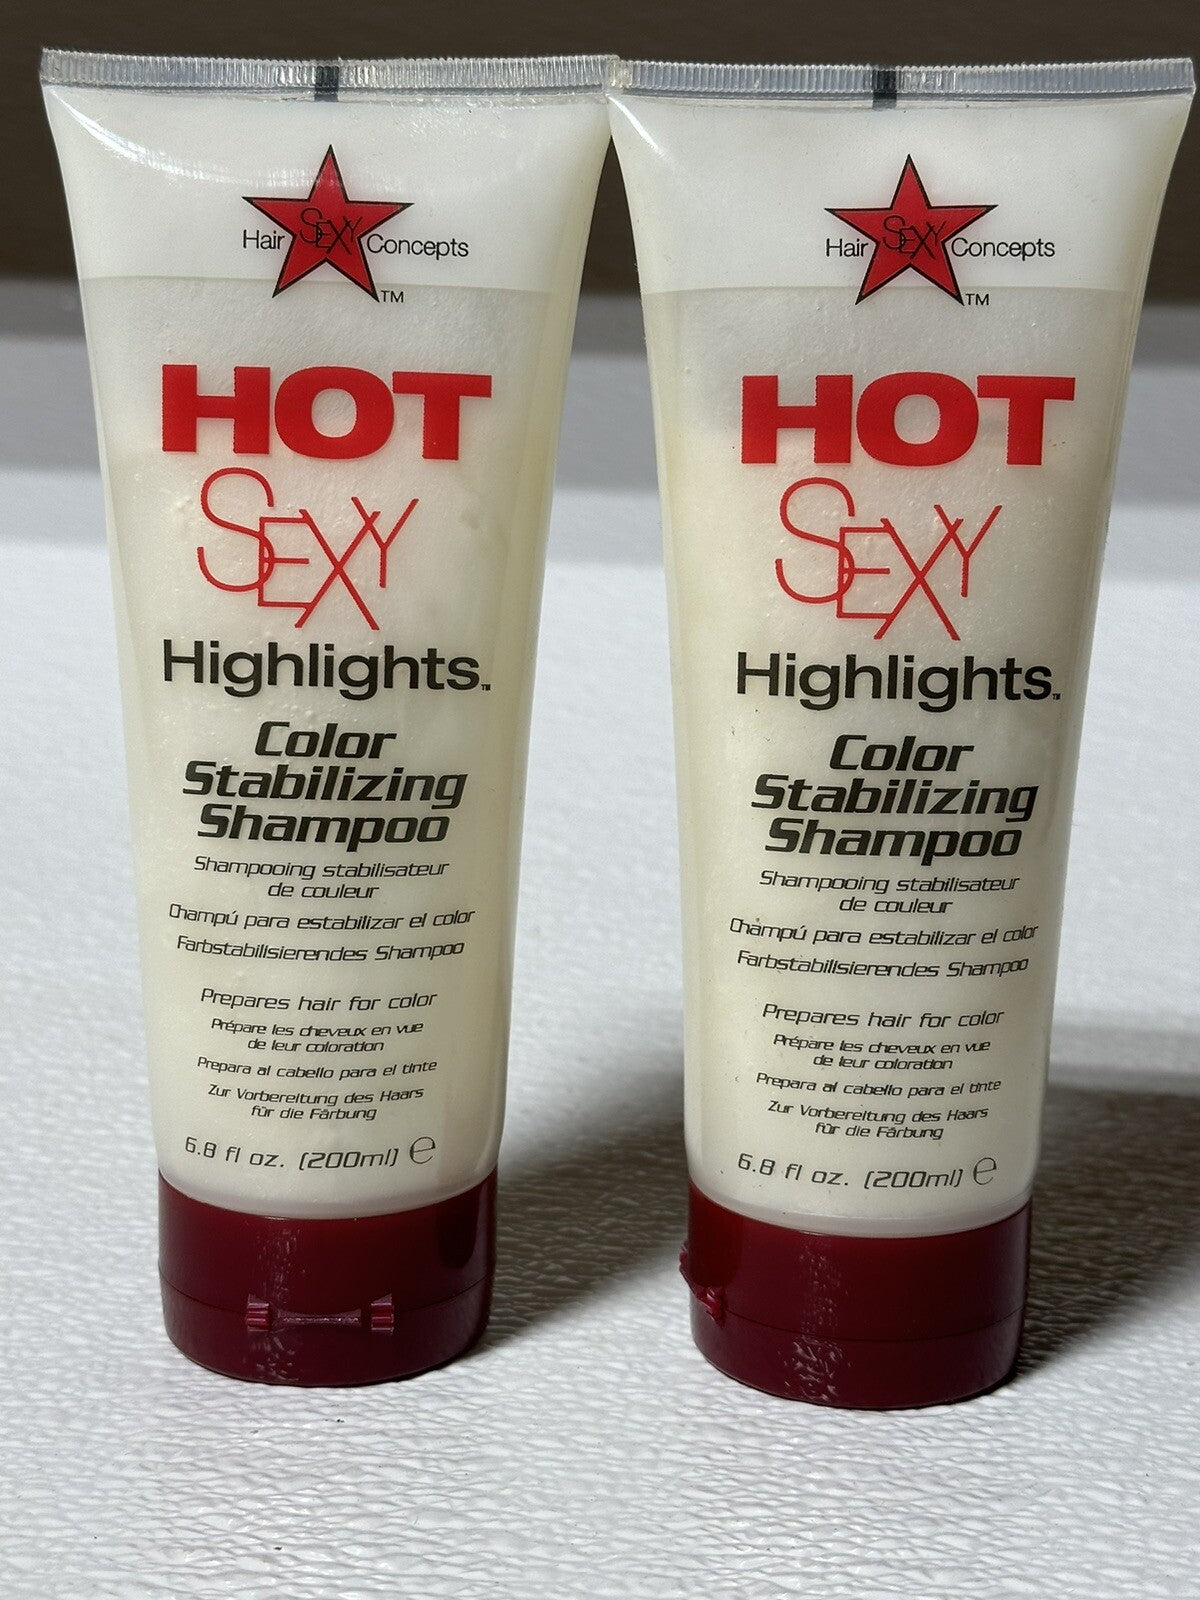 Hair SEXY Concepts
TM
HOT
SEXY
Highlights™
Color
Stabilizing
Shampoo
Shampooing stabilisateur
de couleur
Champú para estabilizar el color
Farbstabilisierendes Shampoo
Prepares hair for color
Prépare les cheveux en vue
de leur coloration
Prepara al cabello para el tinte
Zur Vorbereitung des Haars
für die Färbung
6.8 fl oz. (200ml) ℮
Hair SEXY Concepts
TM
HOT
SEXY
Highlights™
Color
Stabilizing
Shampoo
Shampooing stabilisateur
de couleur
Champú para estabilizar el color
Farbstabilisierendes Shampoo
Prepares hair for color
Prépare les cheveux en vue
de leur coloration
Prepara al cabello para el tinte
Zur Vorbereitung des Haars
für die Färbung
6.8 fl oz. (200ml) ℮